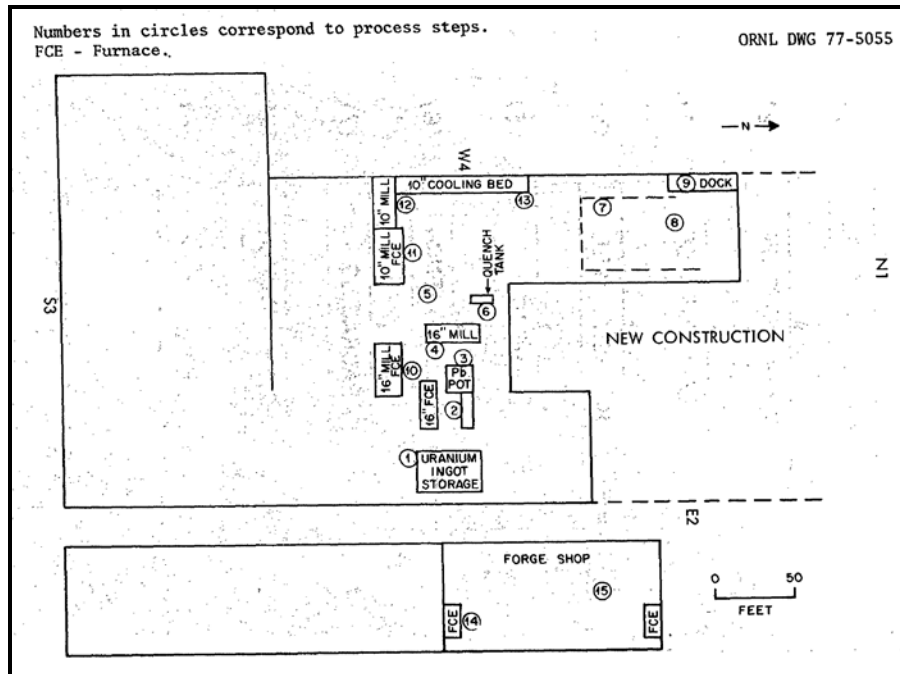 Numbers in circles correspond to process steps.
FCE - Furnace.
ORNL DWG 77-5055
N
W4
10" COOLING BED
9 DOCK
10" MILL
12
13
7
8
10" MILL
FCE
11
QUENCH
TANK
N1
S3
5
6
16" MILL
NEW CONSTRUCTION
4
3
16" MILL
FCE
10
Pb
POT
16" FCE
2
1
URANIUM
INGOT
STORAGE
E2
FORGE SHOP
15
0 50
FEET
FCE
14
FCE